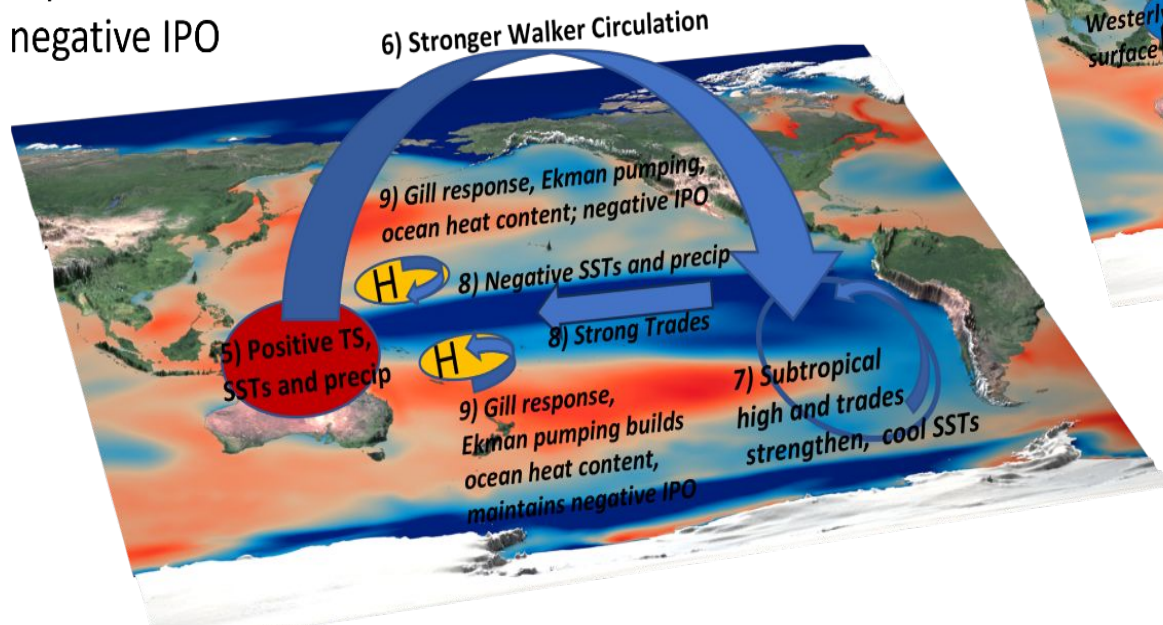 negative IPO
6) Stronger Walker Circulation
Westerly
surface
9) Gill response, Ekman pumping,
ocean heat content; negative IPO
H
8) Negative SSTs and precip
8) Strong Trades
5) Positive TS,
SSTs and precip
H
9) Gill response,
Ekman pumping builds
ocean heat content,
maintains negative IPO
7) Subtropical
high and trades
strengthen, cool SSTs